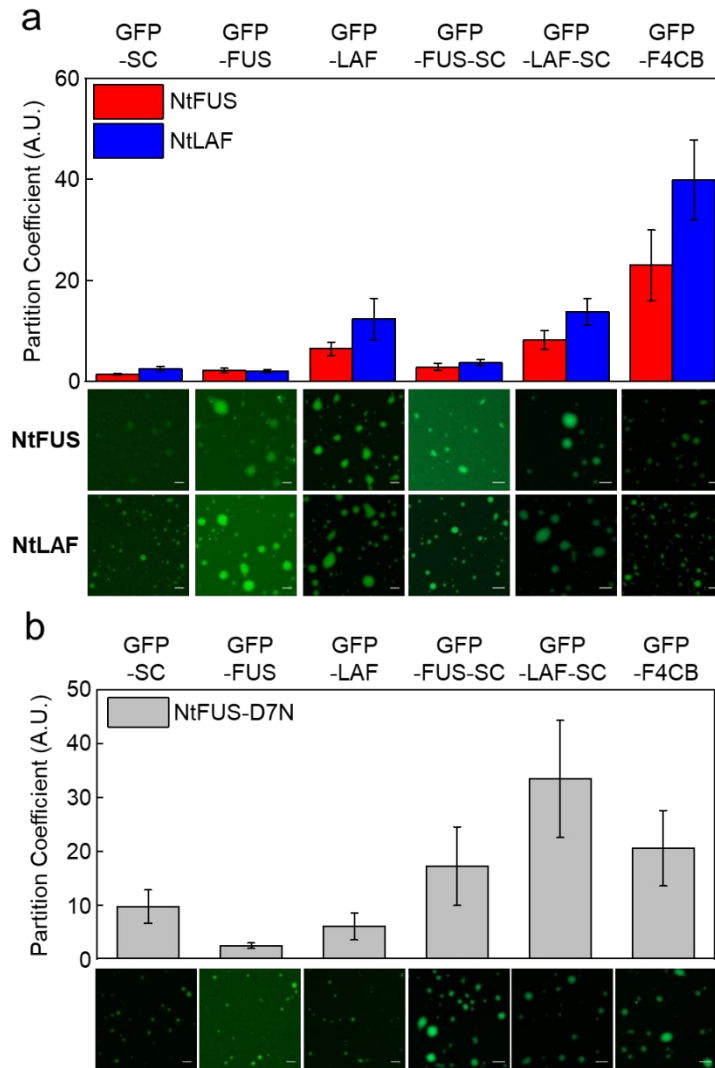 a
GFP GFP GFP GFP GFP GFP
-SC -FUS -LAF -FUS-SC -LAF-SC -F4CB
60
NtFUS
NtLAF
40
20
0
Partition Coefficient (A.U.)
NtFUS
NtLAF
b
GFP GFP GFP GFP GFP GFP
-SC -FUS -LAF -FUS-SC -LAF-SC -F4CB
50
NtFUS-D7N
40
30
20
10
0
Partition Coefficient (A.U.)